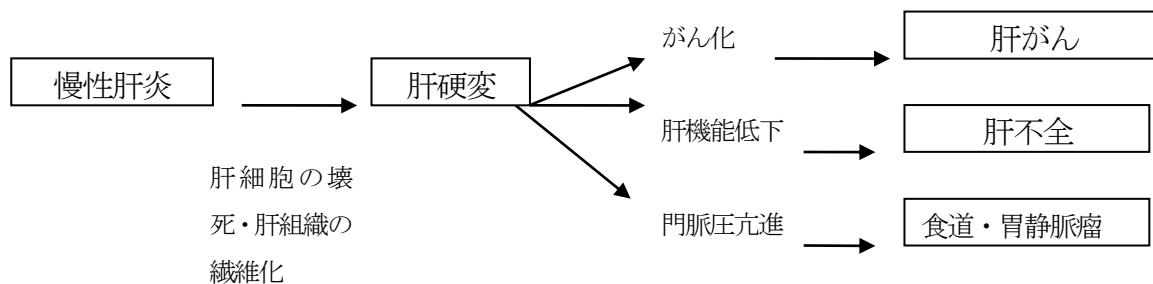 慢性肝炎
肝細胞の壊
死・肝組織の
繊維化
肝硬変
がん化
肝がん
肝機能低下
肝不全
門脈圧亢進
食道・胃静脈瘤